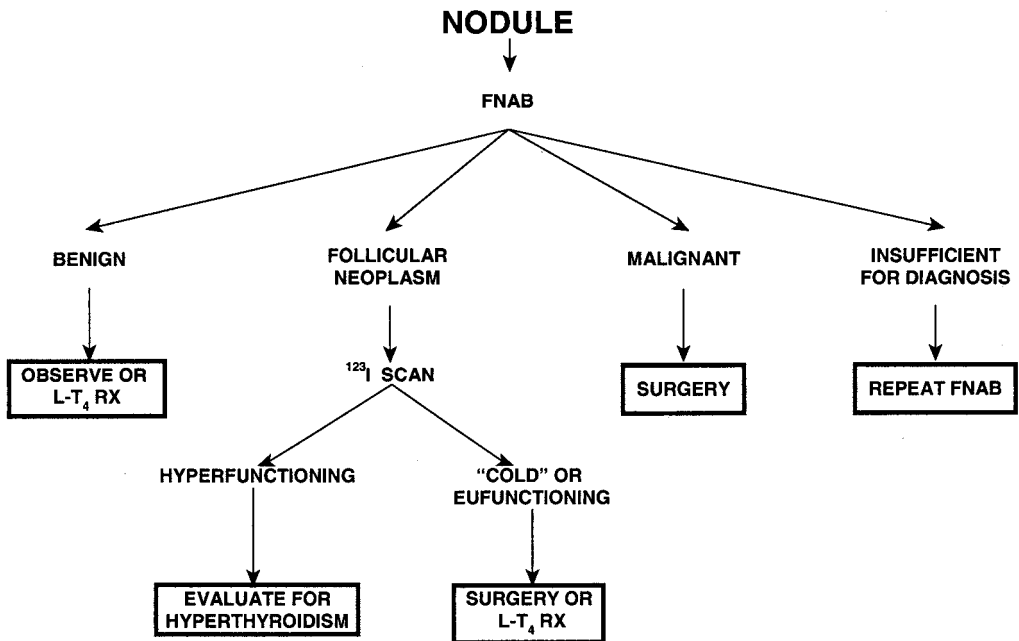 NODULE
FNAB
BENIGN
FOLLICULAR
NEOPLASM
MALIGNANT
INSUFFICIENT
FOR DIAGNOSIS
OBSERVE OR
L-T₄ RX
¹²³I SCAN
SURGERY
REPEAT FNAB
HYPERFUNCTIONING
“COLD” OR
EUFUNCTIONING
EVALUATE FOR
HYPERTHYROIDISM
SURGERY OR
L-T₄ RX